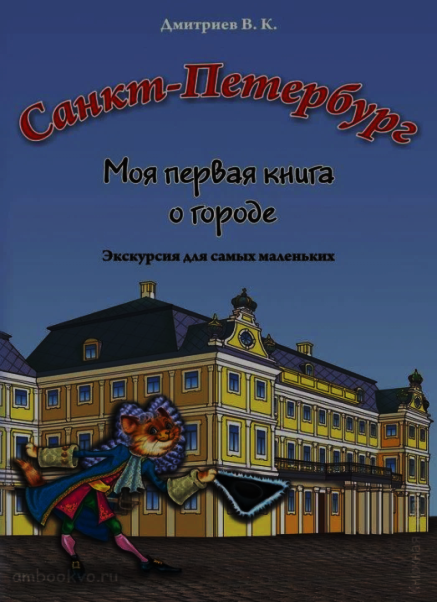 Дмитриев В. К.
Санкт-Петербург
Моя первая книга
о городе
Экскурсия для самых маленьких
ambookvo.ru